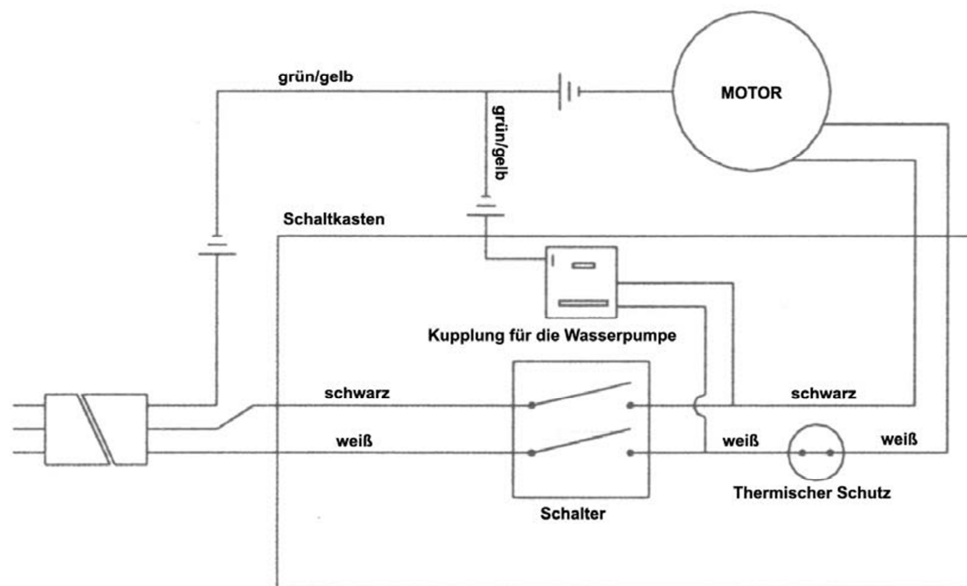 grün/gelb
MOTOR
grün/gelb
Schaltkasten
Kupplung für die Wasserpumpe
schwarz
schwarz
weiß
weiß
weiß
Thermischer Schutz
Schalter